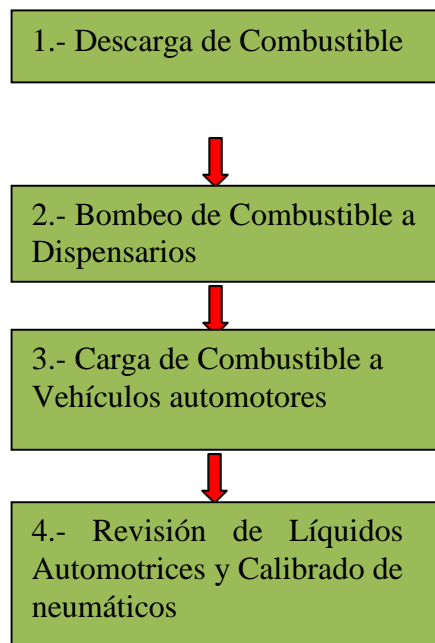 1.- Descarga de Combustible
2.- Bombeo de Combustible a
Dispensarios
3.- Carga de Combustible a
Vehículos automotores
4.- Revisión de Líquidos
Automotrices y Calibrado de
neumáticos